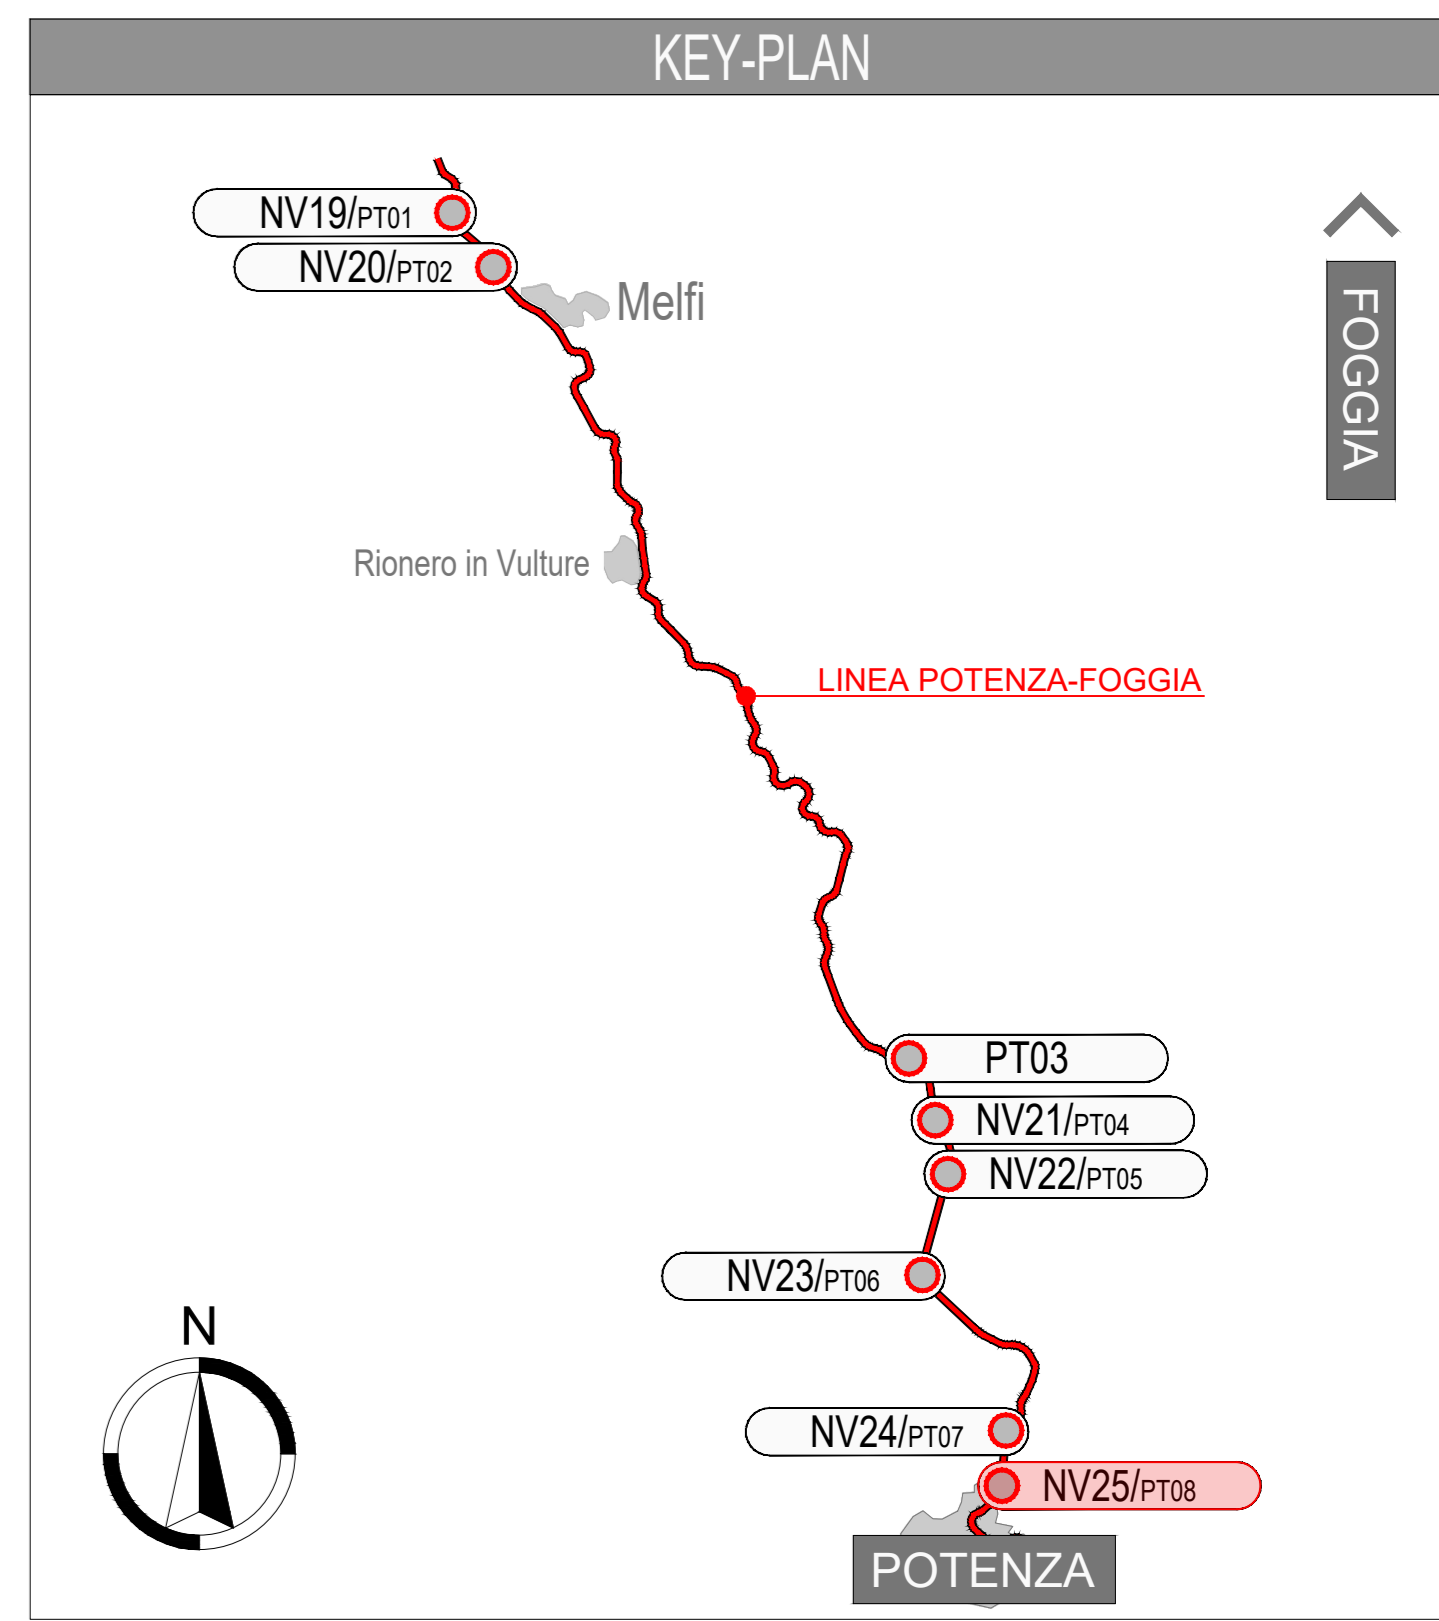 KEY-PLAN
NV19/PT01
NV20/PT02
Melfi
FOGGIA
Rionero in Vulture
LINEA POTENZA-FOGGIA
PT03
NV21/PT04
NV22/PT05
NV23/PT06
N
NV24/PT07
NV25/PT08
POTENZA